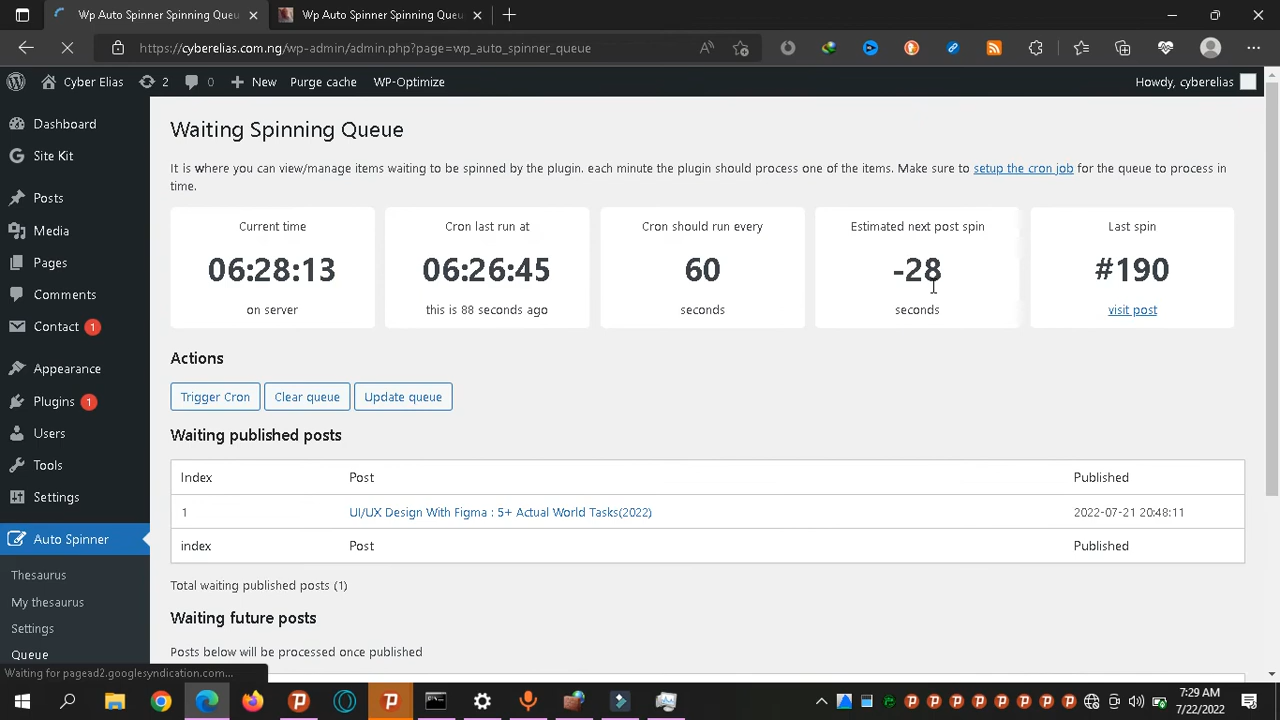 Wp Auto Spinner Spinning Queu
Wp Auto Spinner Spinning Queu
https://cyberelias.com.ng/wp-admin/admin.php?page=wp_auto_spinner_queue
Cyber Elias
2
0
New
Purge cache
WP-Optimize
Howdy, cyberelias
Dashboard
Site Kit
Posts
Media
Pages
Comments
Contact 1
Appearance
Plugins 1
Users
Tools
Settings
Auto Spinner
Thesaurus
My thesaurus
Settings
Queue
Waiting Spinning Queue
It is where you can view/manage items waiting to be spinned by the plugin. each minute the plugin should process one of the items. Make sure to setup the cron job for the queue to process in
time.
Current time
06:28:13
on server
Cron last run at
06:26:45
this is 88 seconds ago
Cron should run every
60
seconds
Estimated next post spin
-28
seconds
Last spin
#190
visit post
Actions
Trigger Cron
Clear queue
Update queue
Waiting published posts
Index Post Published
1 UI/UX Design With Figma : 5+ Actual World Tasks(2022) 2022-07-21 20:48:11
index Post Published
Total waiting published posts (1)
Waiting future posts
Posts below will be processed once published
Waiting for pagead2.googlesyndication.com...
7:29 AM
7/22/2022